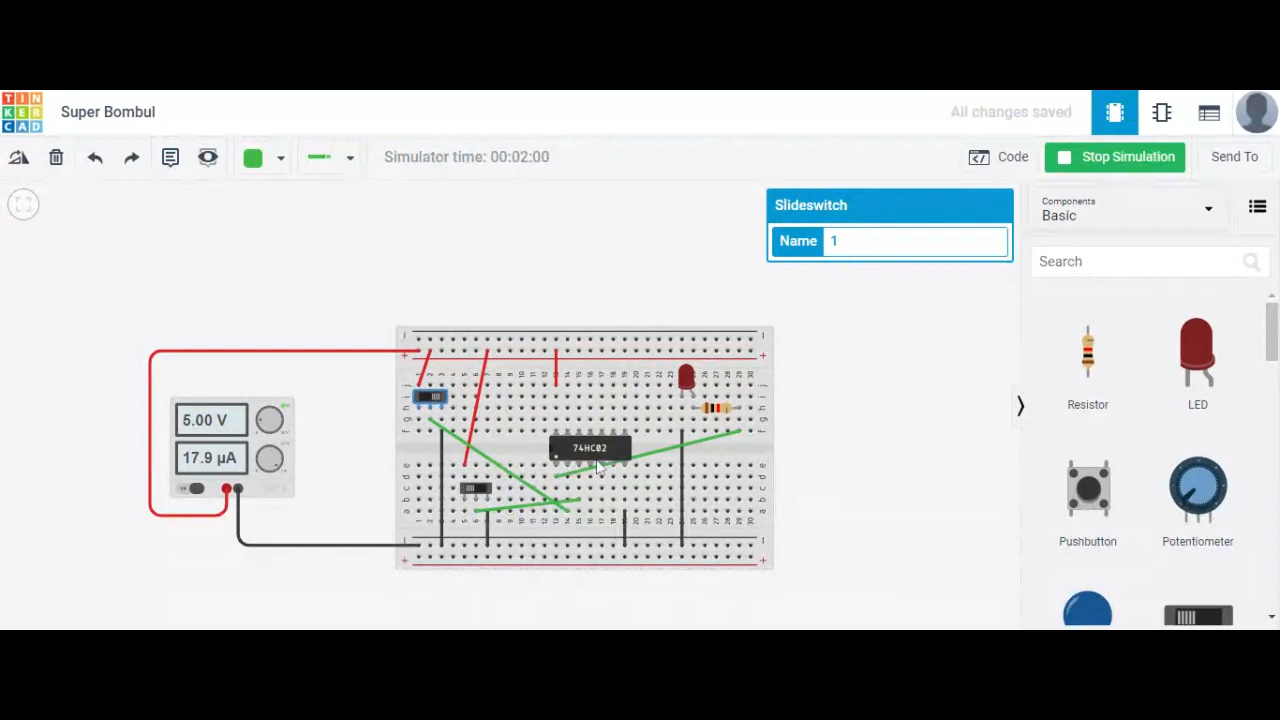 TIN
KER
CAD
Super Bombul
All changes saved
Simulator time: 00:02:00
Code
Stop Simulation
Send To
Slideswitch
Name 1
Components
Basic
Search
Resistor
LED
Pushbutton
Potentiometer
5.00 V
17.9 µA
74HC02